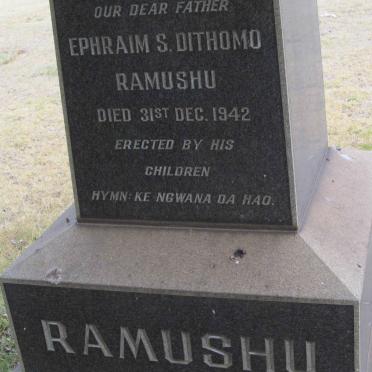 OUR DEAR FATHER
EPHRAIM S. DITHOMO
RAMUSHU
DIED 31ST DEC. 1942
ERECTED BY HIS
CHILDREN
HYMN: KE NGWANA OA HAO.
RAMUSHU